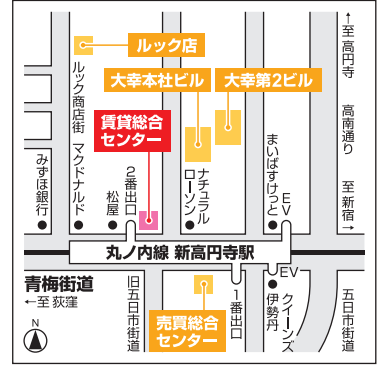 ルック店
大幸本社ビル
大幸第2ビル
賃貸総合
センター
↑至高円寺
高南通り
至新宿→
ルック商店街
みずほ銀行
マクドナルド
松屋
2番出口
ナチュラル
ローソン
まいばすけっと
EV
丸ノ内線 新高円寺駅
青梅街道
←至 荻窪
旧五日市街道
売買総合
センター
1番出口
EV
クイーンズ
伊勢丹
五日市街道
N